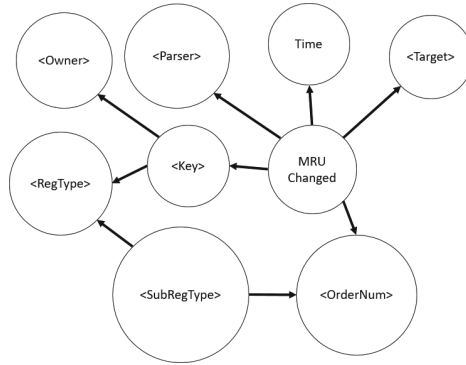 <Owner>
<Parser>
Time
<Target>
<RegType>
<Key>
MRU
Changed
<SubRegType>
<OrderNum>